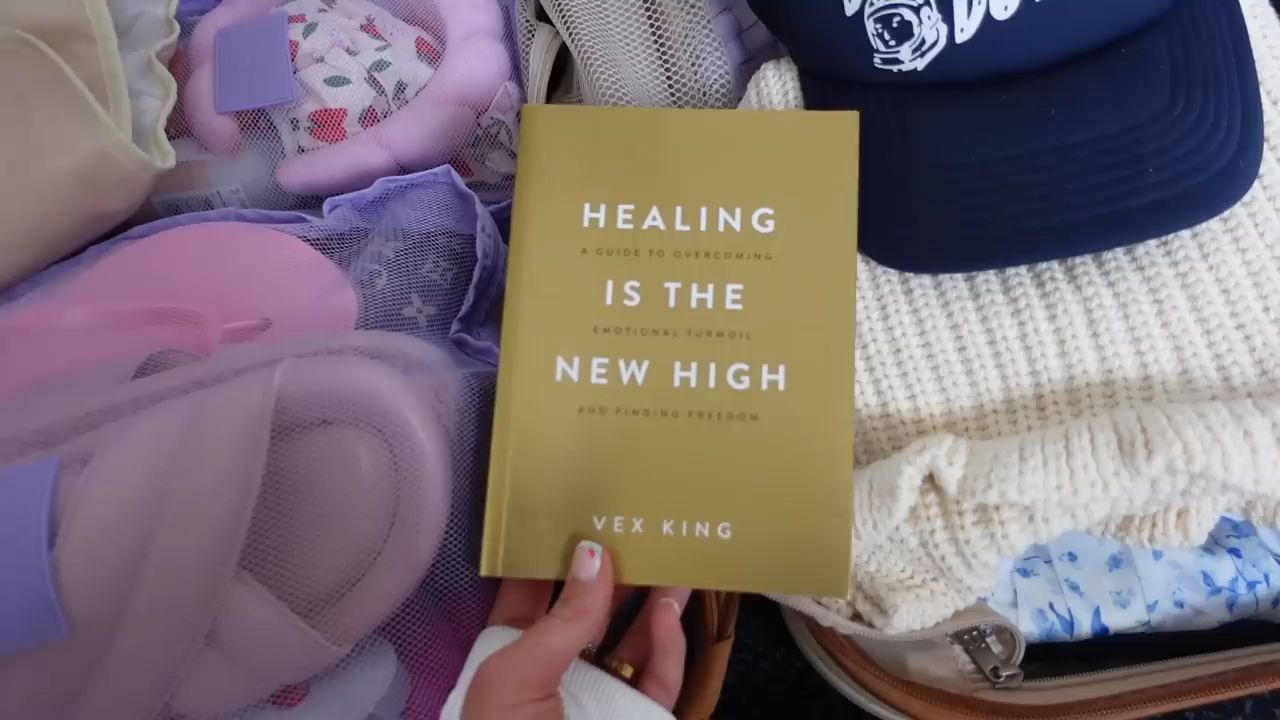 HEALING
A GUIDE TO OVERCOMING
IS THE
EMOTIONAL TURMOIL
NEW HIGH
AND FINDING FREEDOM
VEX KING